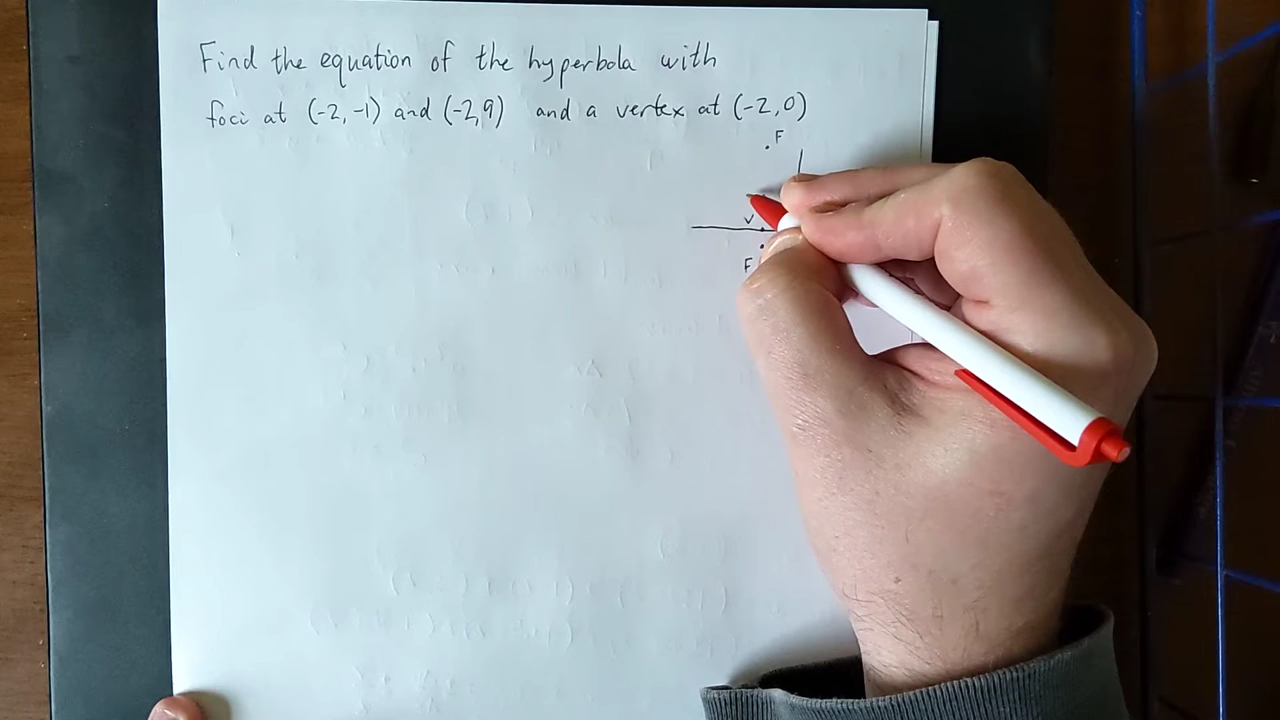 Find the equation of the hyperbola with
foci at (-2,-1) and (-2,9) and a vertex at (-2,0)
F
V
F